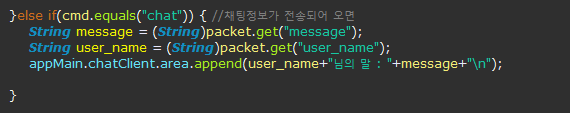 }else if(cmd.equals("chat")) { //채팅정보가 전송되어 오면
String message = (String)packet.get("message");
String user_name = (String)packet.get("user_name");
appMain.chatClient.area.append(user_name+"님의 말 : "+message+"\n");
}